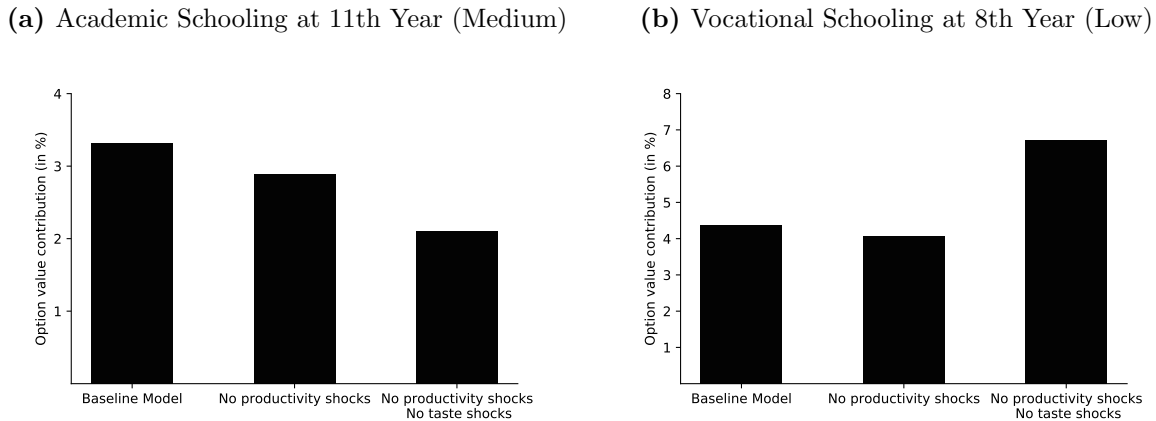 (a) Academic Schooling at 11th Year (Medium)
Option value contribution (in %)
4
3
2
1
Baseline Model
No productivity shocks
No productivity shocks
No taste shocks
(b) Vocational Schooling at 8th Year (Low)
Option value contribution (in %)
8
7
6
5
4
3
2
1
Baseline Model
No productivity shocks
No productivity shocks
No taste shocks